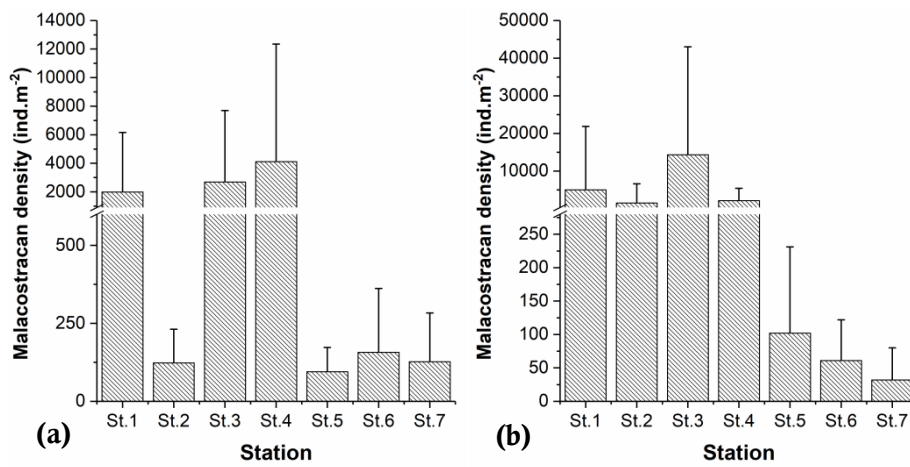 14000
12000
10000
8000
6000
4000
2000
500
250
0
Malacostracan density (ind.m⁻²)
St.1 St.2 St.3 St.4 St.5 St.6 St.7
Station
(a)
50000
40000
30000
20000
10000
250
200
150
100
50
0
Malacostracan density (ind.m⁻²)
St.1 St.2 St.3 St.4 St.5 St.6 St.7
Station
(b)